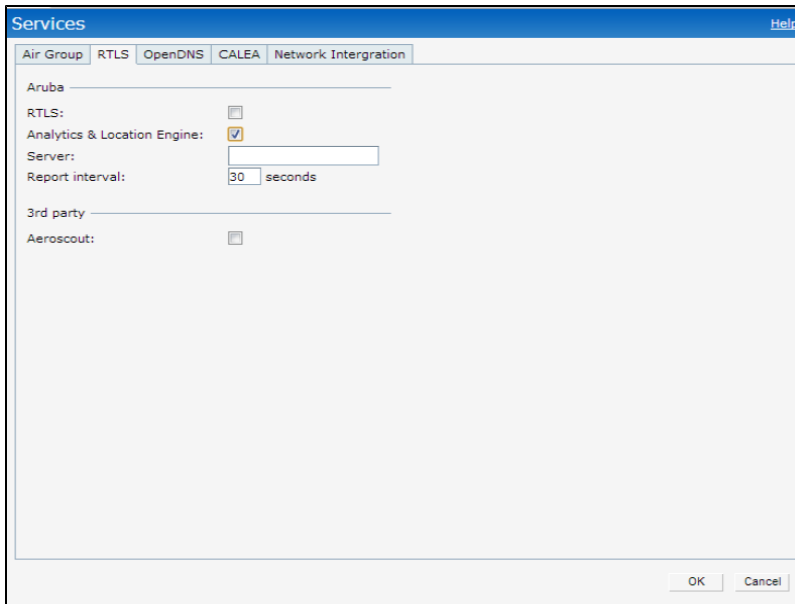 Services
Help
Air Group RTLS OpenDNS CALEA Network Intergration
Aruba
RTLS:
Analytics & Location Engine:
Server:
Report interval: 30 seconds
3rd party
Aeroscout:
OK Cancel